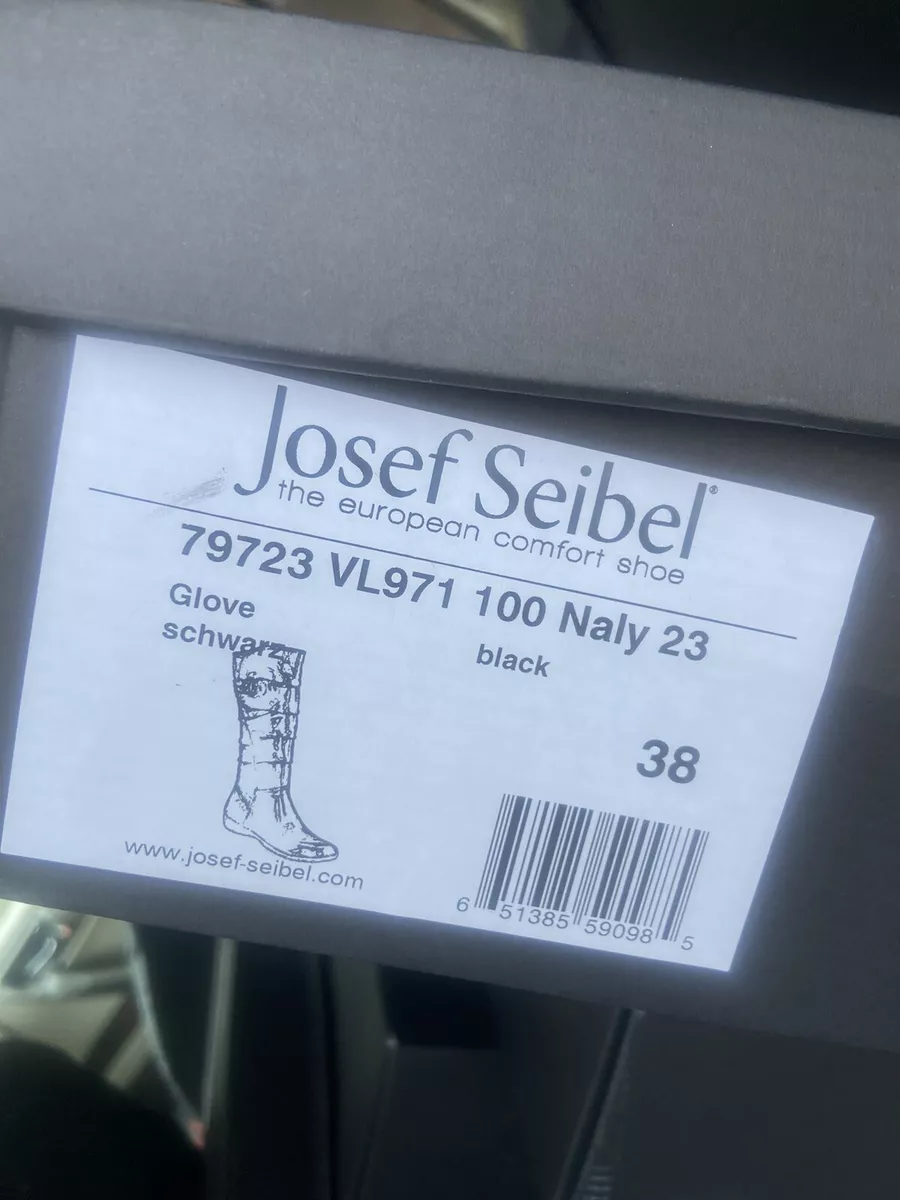 Josef Seibel®
the european comfort shoe
79723 VL971 100 Naly 23
Glove
schwarz
black
38
www.josef-seibel.com
6 51385 59098 5